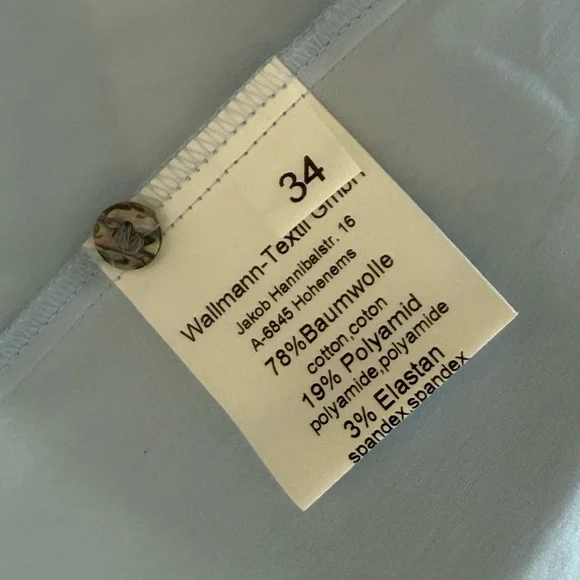 34
Wallmann-Textil GmbH
Jakob Hannibalstr. 16
A-6845 Hohenems
78%Baumwolle
cotton,coton
19% Polyamid
polyamide,polyamide
3% Elastan
spandex,spandex